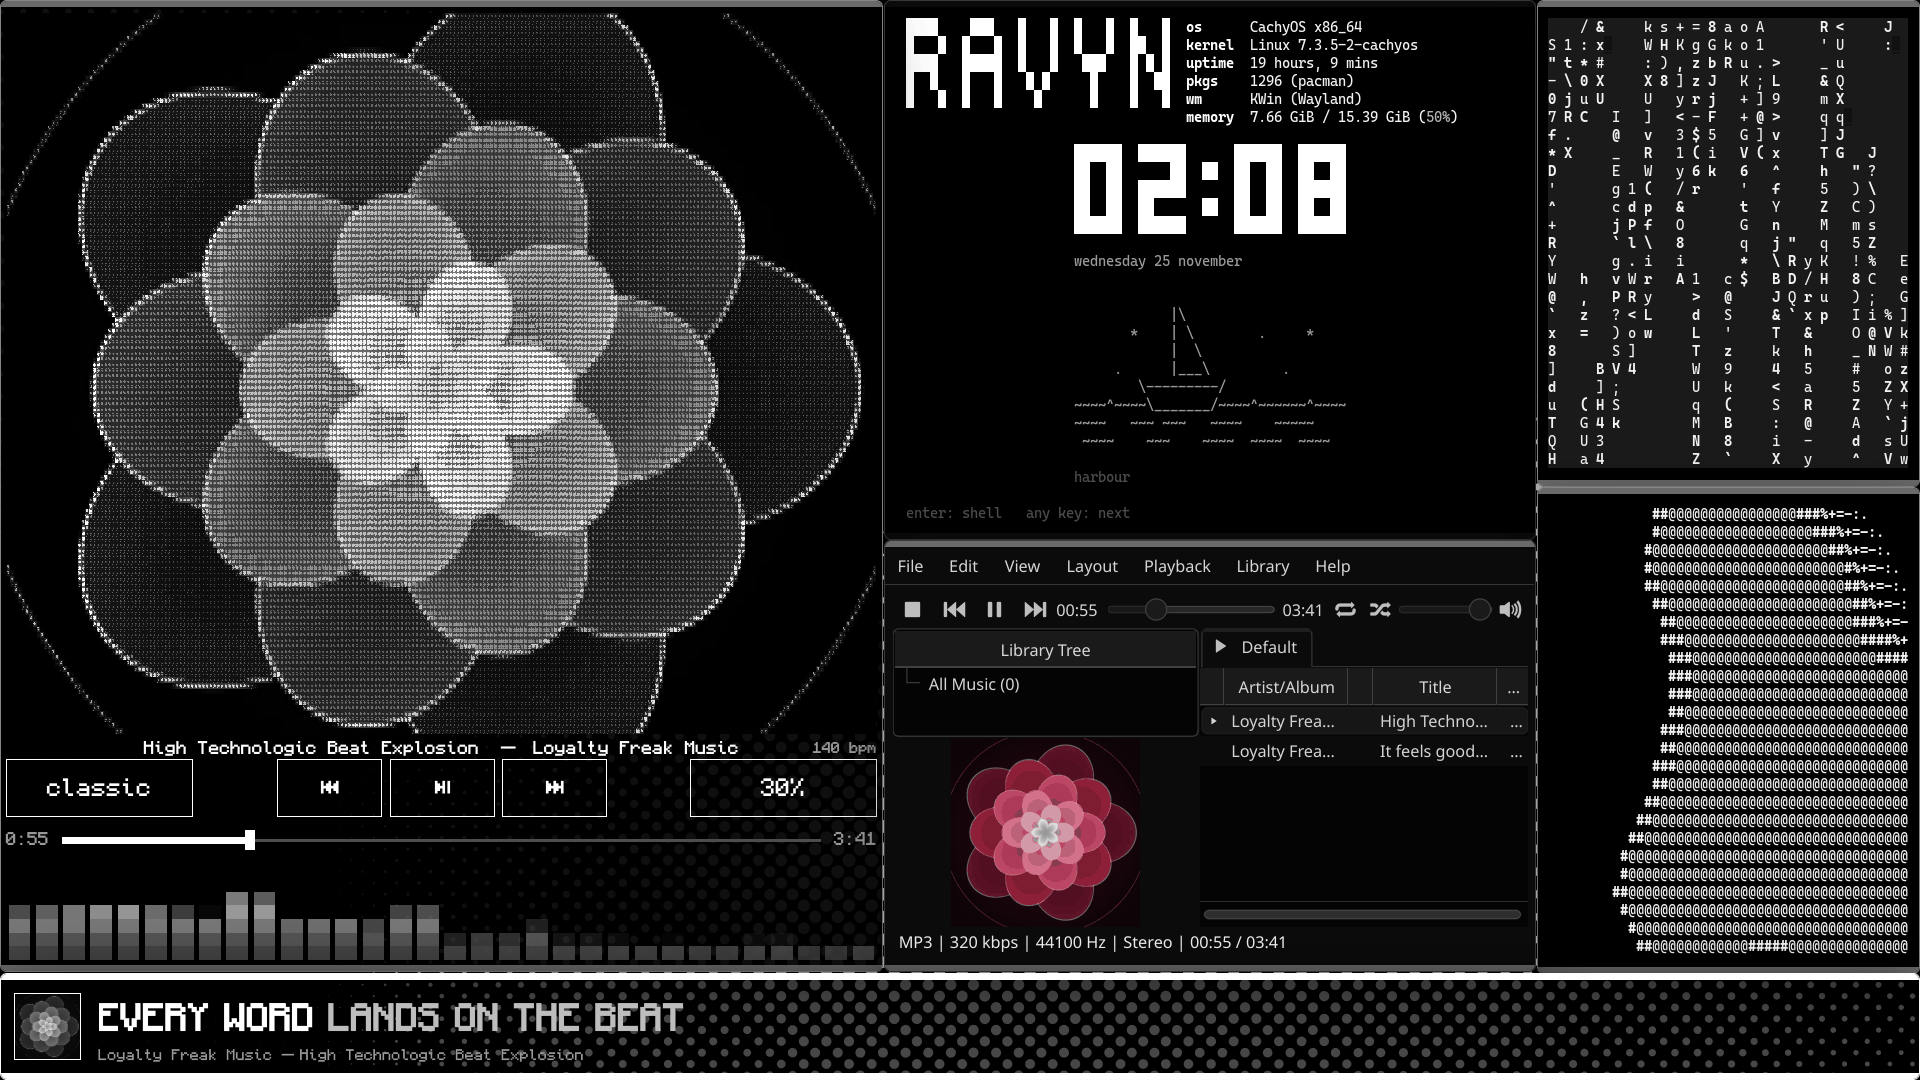 High Technologic Beat Explosion — Loyalty Freak Music
140 bpm
classic
30%
0:55
3:41
RAVYN
os CachyOS x86_64
kernel Linux 7.3.5-2-cachyos
uptime 19 hours, 9 mins
pkgs 1296 (pacman)
wm KWin (Wayland)
memory 7.66 GiB / 15.39 GiB (50%)
02:08
wednesday 25 november
harbour
enter: shell any key: next
File Edit View Layout Playback Library Help
00:55
03:41
Library Tree
All Music (0)
Default
Artist/Album Title ...
Loyalty Frea... High Techno... ...
Loyalty Frea... It feels good... ...
MP3 | 320 kbps | 44100 Hz | Stereo | 00:55 / 03:41
EVERY WORD LANDS ON THE BEAT
Loyalty Freak Music — High Technologic Beat Explosion